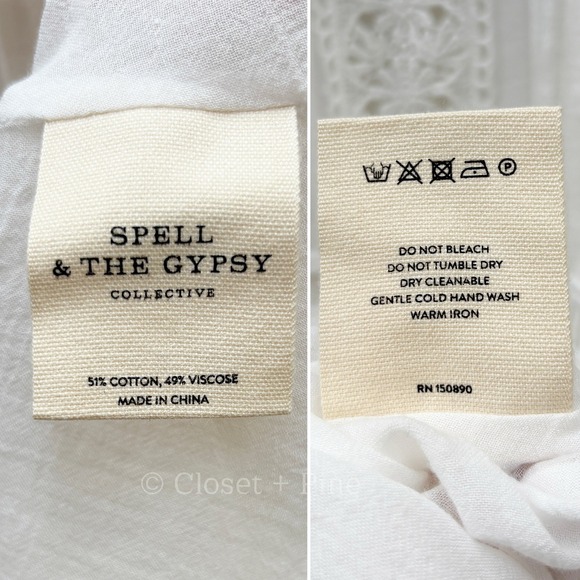 SPELL
& THE GYPSY
COLLECTIVE
51% COTTON, 49% VISCOSE
MADE IN CHINA
P
DO NOT BLEACH
DO NOT TUMBLE DRY
DRY CLEANABLE
GENTLE COLD HAND WASH
WARM IRON
RN 150890
© Closet + Pine